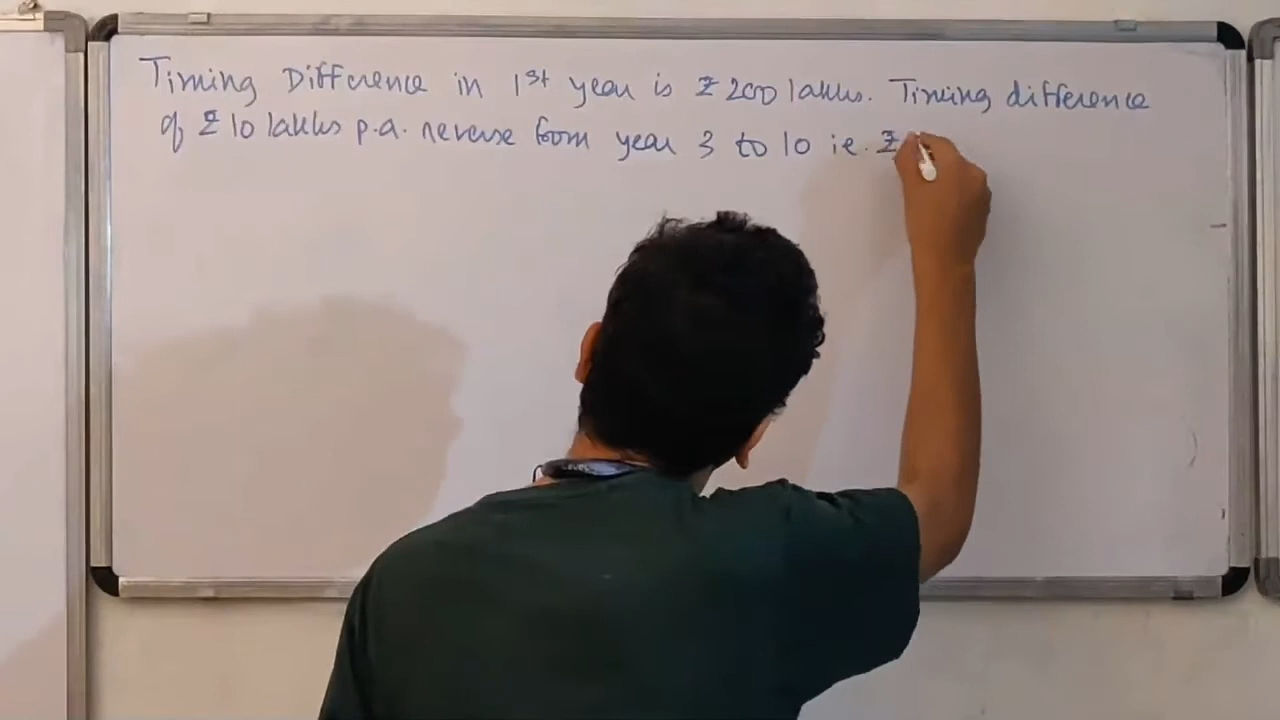 Timing Difference in 1st year is ₹ 200 lakhs. Timing difference
of ₹ 10 lakhs p.a. reverse from year 3 to 10 ie. ₹